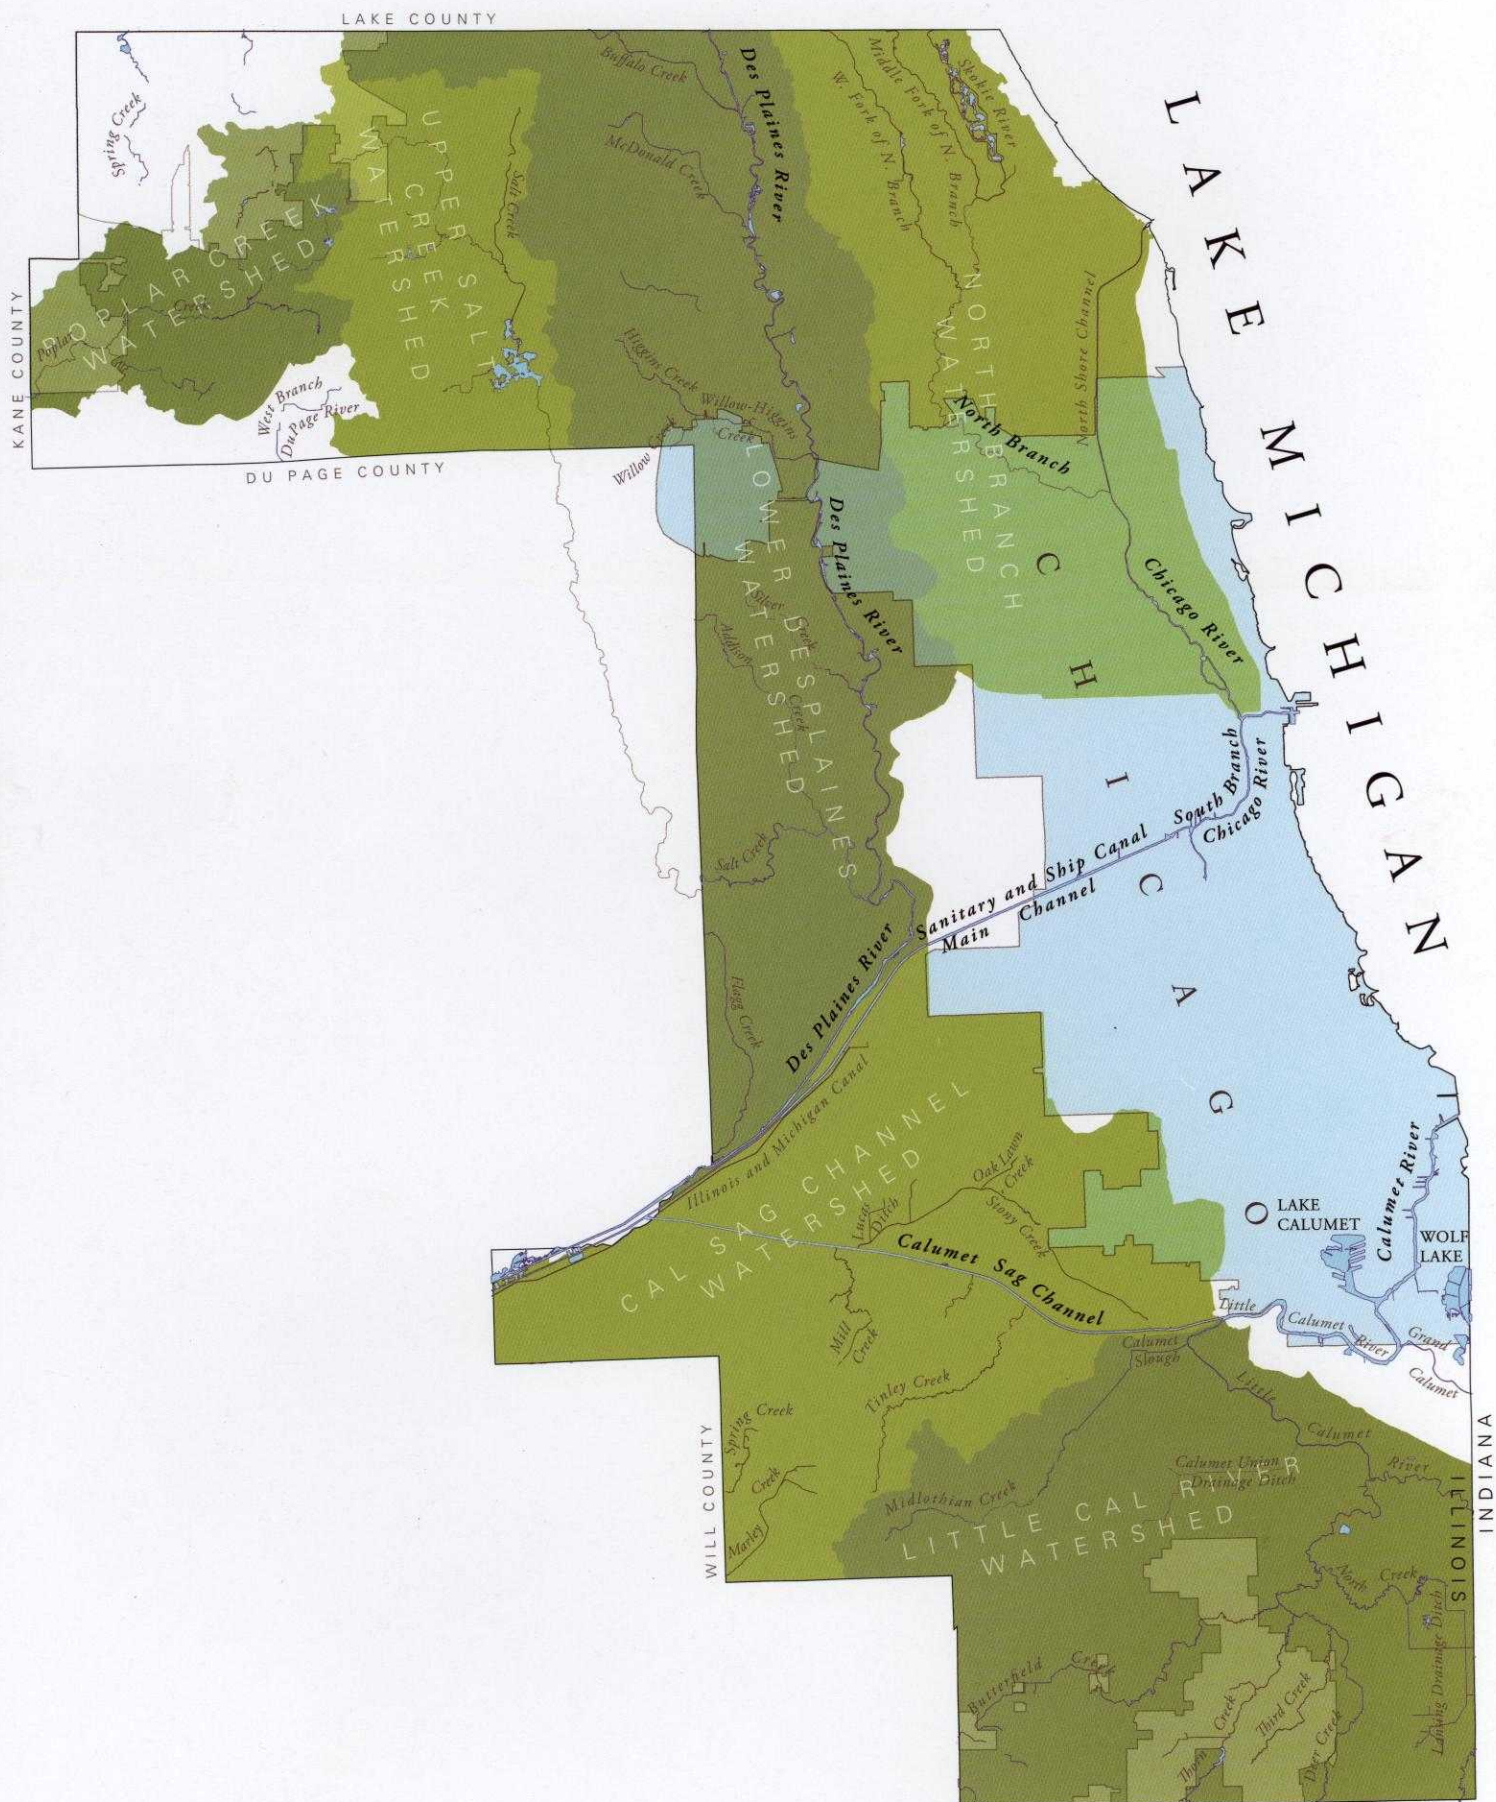 LAKE COUNTY
Buffalo Creek
Des Plaines River
W. Fork of N. Branch
Middle Fork of N. Branch
Skokie River
LAKE MICHIGAN
Spring Creek
McDonald Creek
UPPER SALT
CREEK
WATERSHED
Salt Creek
POPLAR CREEK
WATERSHED
Poplar
Creek
KANE COUNTY
West Branch
DuPage River
DU PAGE COUNTY
Higgins Creek
Willow-Higgins
Creek
Willow Creek
NORTH BRANCH
WATERSHED
North Shore Channel
North Branch
Chicago River
CHICAGO
LOWER DESPLAINES
WATERSHED
Des Plaines River
Silver Creek
Addison
Creek
Salt Creek
South Branch
Chicago River
Sanitary and Ship Canal
Main Channel
Flagg Creek
Des Plaines River
Illinois and Michigan Canal
CAL SAG CHANNEL
WATERSHED
Oak Lawn
Creek
Lucas
Ditch
Stony Creek
Calumet Sag Channel
LAKE
CALUMET
Calumet River
WOLF
LAKE
Little
Calumet
River
Grand
Calumet
Mill
Creek
Calumet
Slough
Tinley Creek
Little
Calumet
River
Spring Creek
Marley
Creek
WILL COUNTY
Midlothian Creek
Calumet Union
Drainage Ditch
LITTLE CAL RIVER
WATERSHED
ILLINOIS
INDIANA
North Creek
Lansing Drainage Ditch
Butterfield Creek
Thorn
Creek
Third Creek
Deer Creek